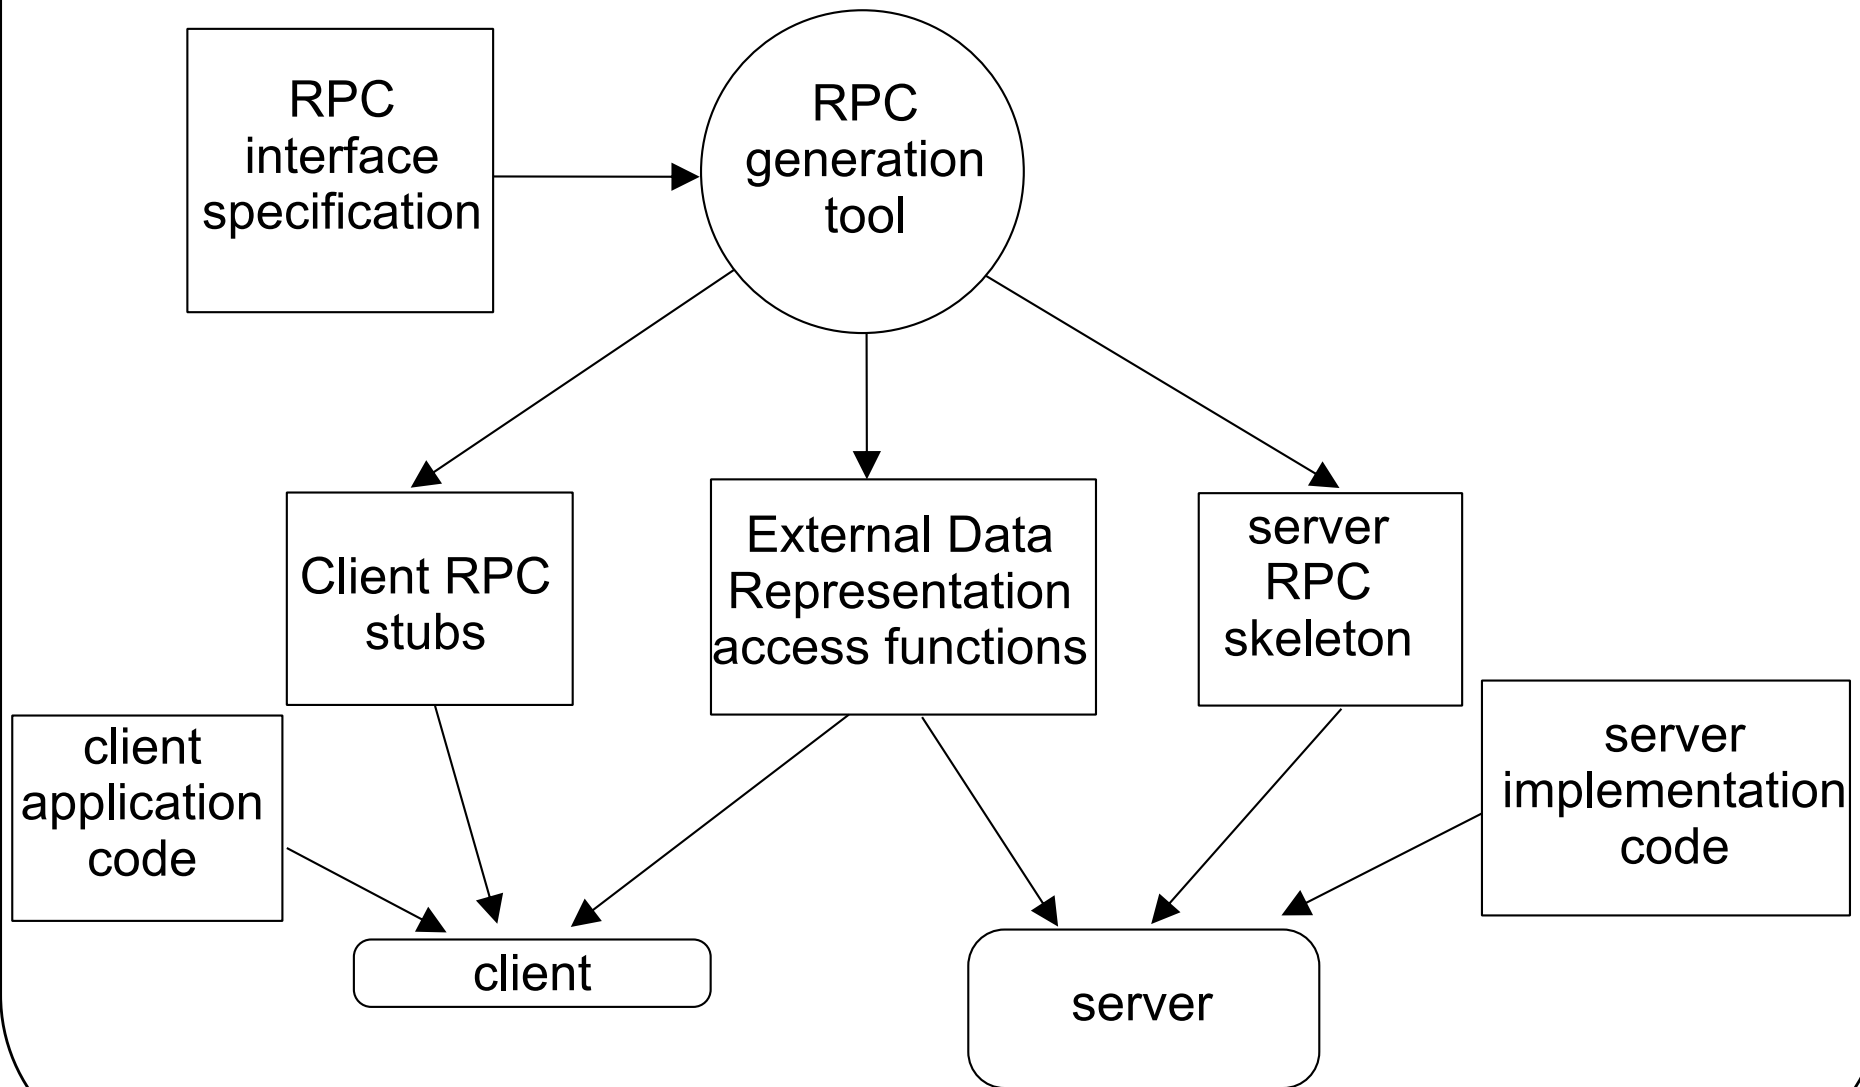 RPC
interface
specification
RPC
generation
tool
Client RPC
stubs
External Data
Representation
access functions
server
RPC
skeleton
client
application
code
server
implementation
code
client
server